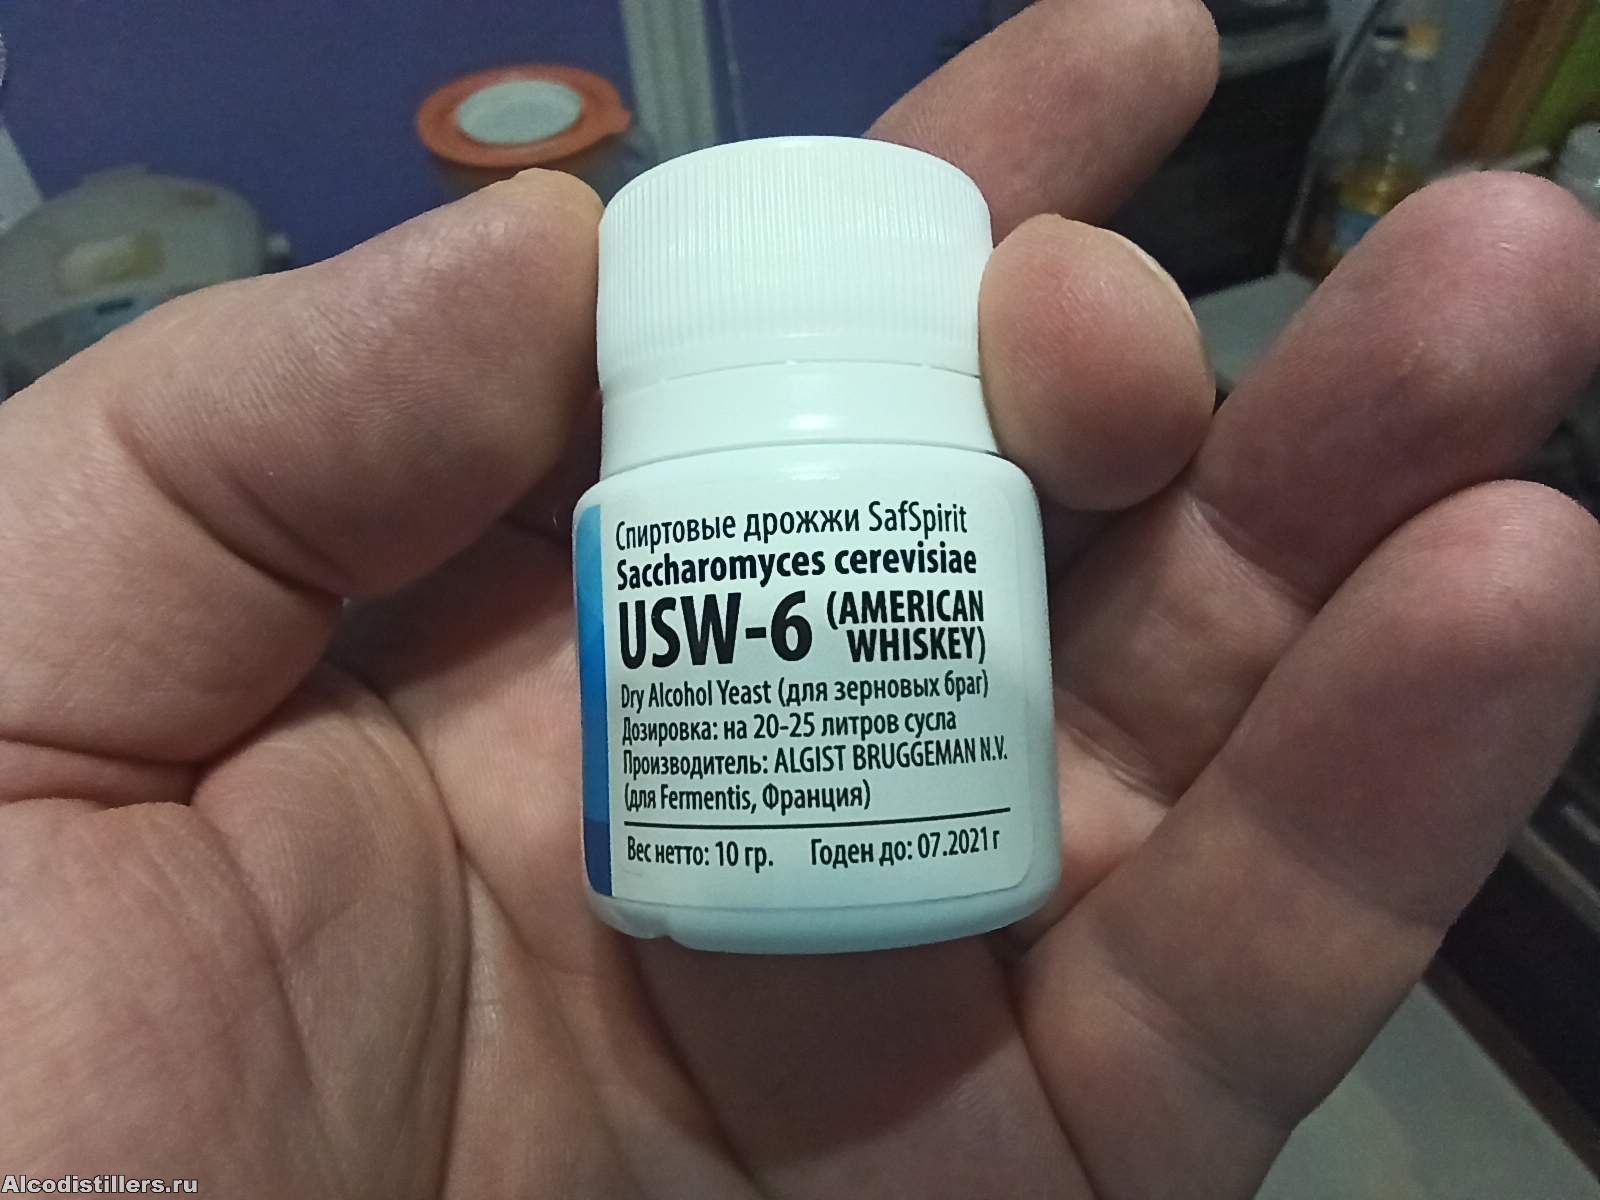 Спиртовые дрожжи SafSpirit
Saccharomyces cerevisiae
USW-6 (AMERICAN
WHISKEY)
Dry Alcohol Yeast (для зерновых браг)
Дозировка: на 20-25 литров сусла
Производитель: ALGIST BRUGGEMAN N.V.
(для Fermentis, Франция)
Вес нетто: 10 гр. Годен до: 07.2021 г
Alcodistillers.ru